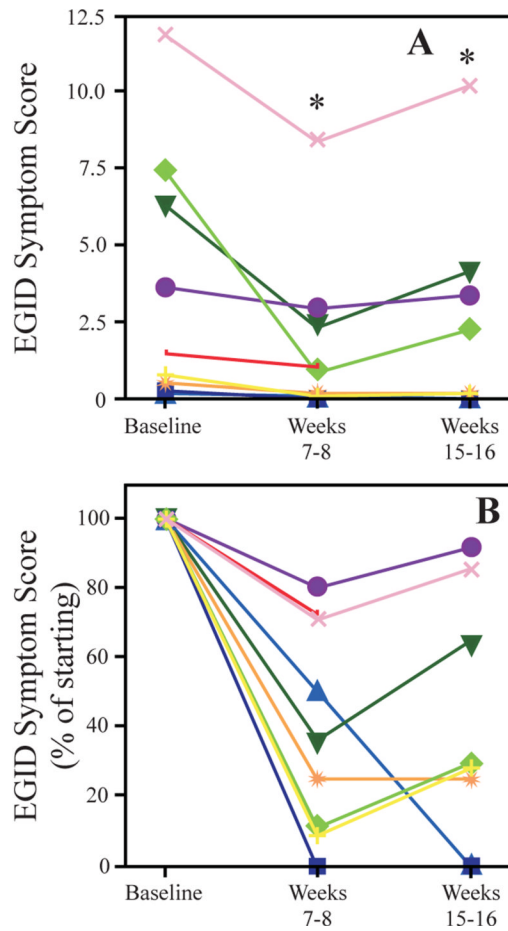 A
EGID Symptom Score
12.5
10.0
7.5
5.0
2.5
0
*
*
Baseline
Weeks
7-8
Weeks
15-16
B
EGID Symptom Score
(% of starting)
100
80
60
40
20
0
Baseline
Weeks
7-8
Weeks
15-16